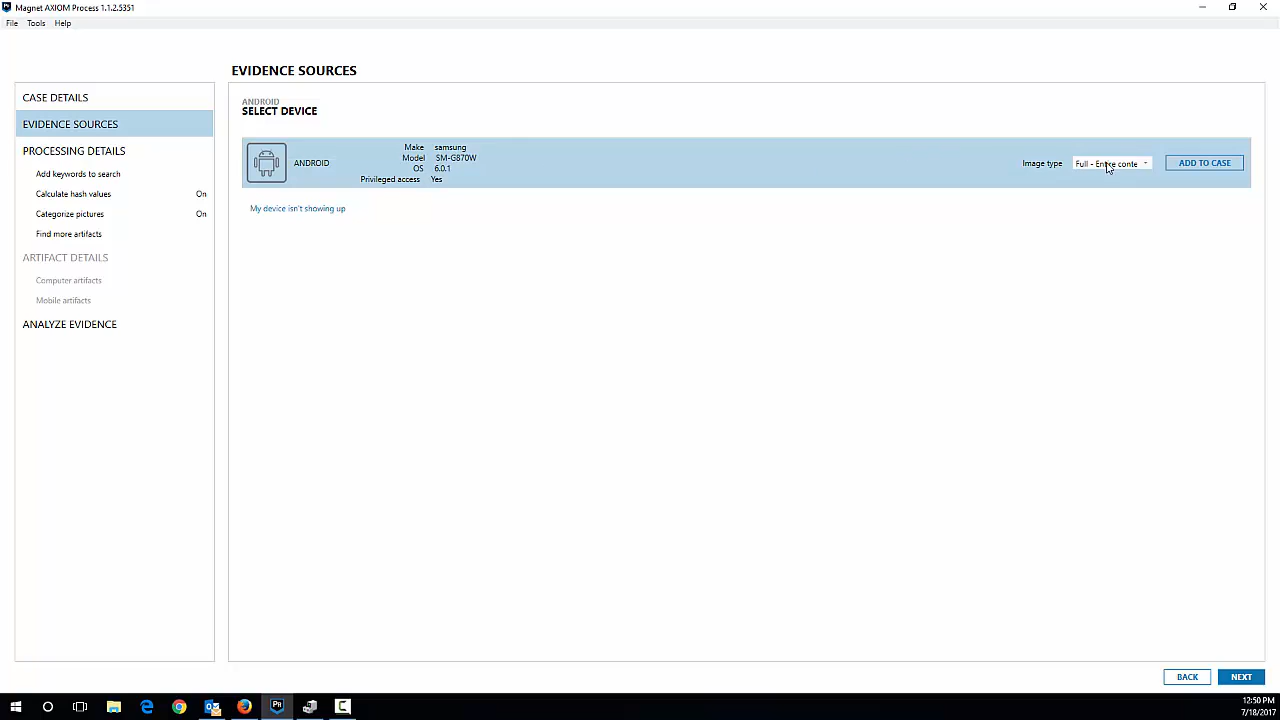 Magnet AXIOM Process 1.1.2.5351
File Tools Help
EVIDENCE SOURCES
CASE DETAILS
EVIDENCE SOURCES
PROCESSING DETAILS
Add keywords to search
Calculate hash values On
Categorize pictures On
Find more artifacts
ARTIFACT DETAILS
Computer artifacts
Mobile artifacts
ANALYZE EVIDENCE
ANDROID
SELECT DEVICE
ANDROID
Make samsung
Model SM-G870W
OS 6.0.1
Privileged access Yes
Image type Full - Entire conte ADD TO CASE
My device isn't showing up
BACK NEXT
12:50 PM
7/18/2017